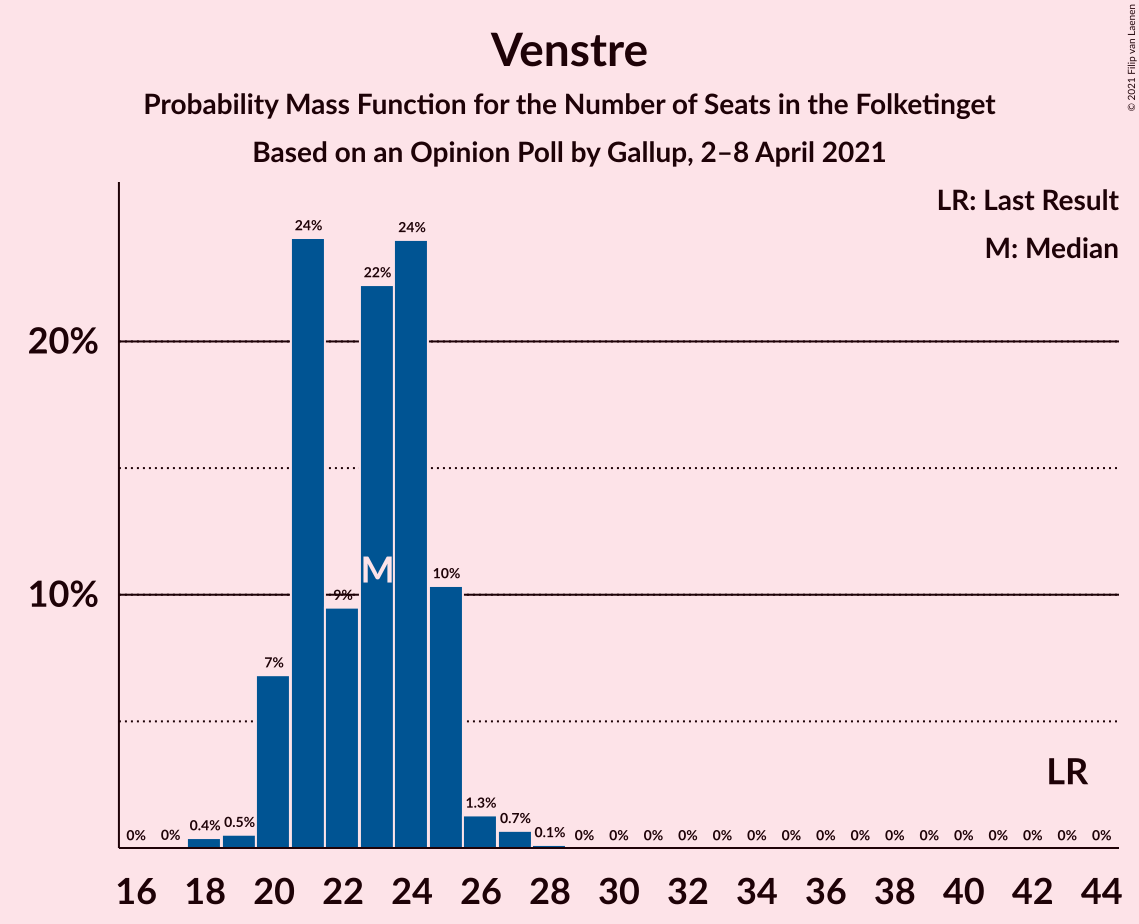 © 2021 Filip van Laenen
Venstre
Probability Mass Function for the Number of Seats in the Folketinget
Based on an Opinion Poll by Gallup, 2–8 April 2021
LR: Last Result
M: Median
20%
10%
0% 0% 0.4% 0.5% 7% 24% 9% 22% 24% 10% 1.3% 0.7% 0.1% 0% 0% 0% 0% 0% 0% 0% 0% 0% 0% 0% 0% 0% 0% 0% 0%
M
LR
16 18 20 22 24 26 28 30 32 34 36 38 40 42 44